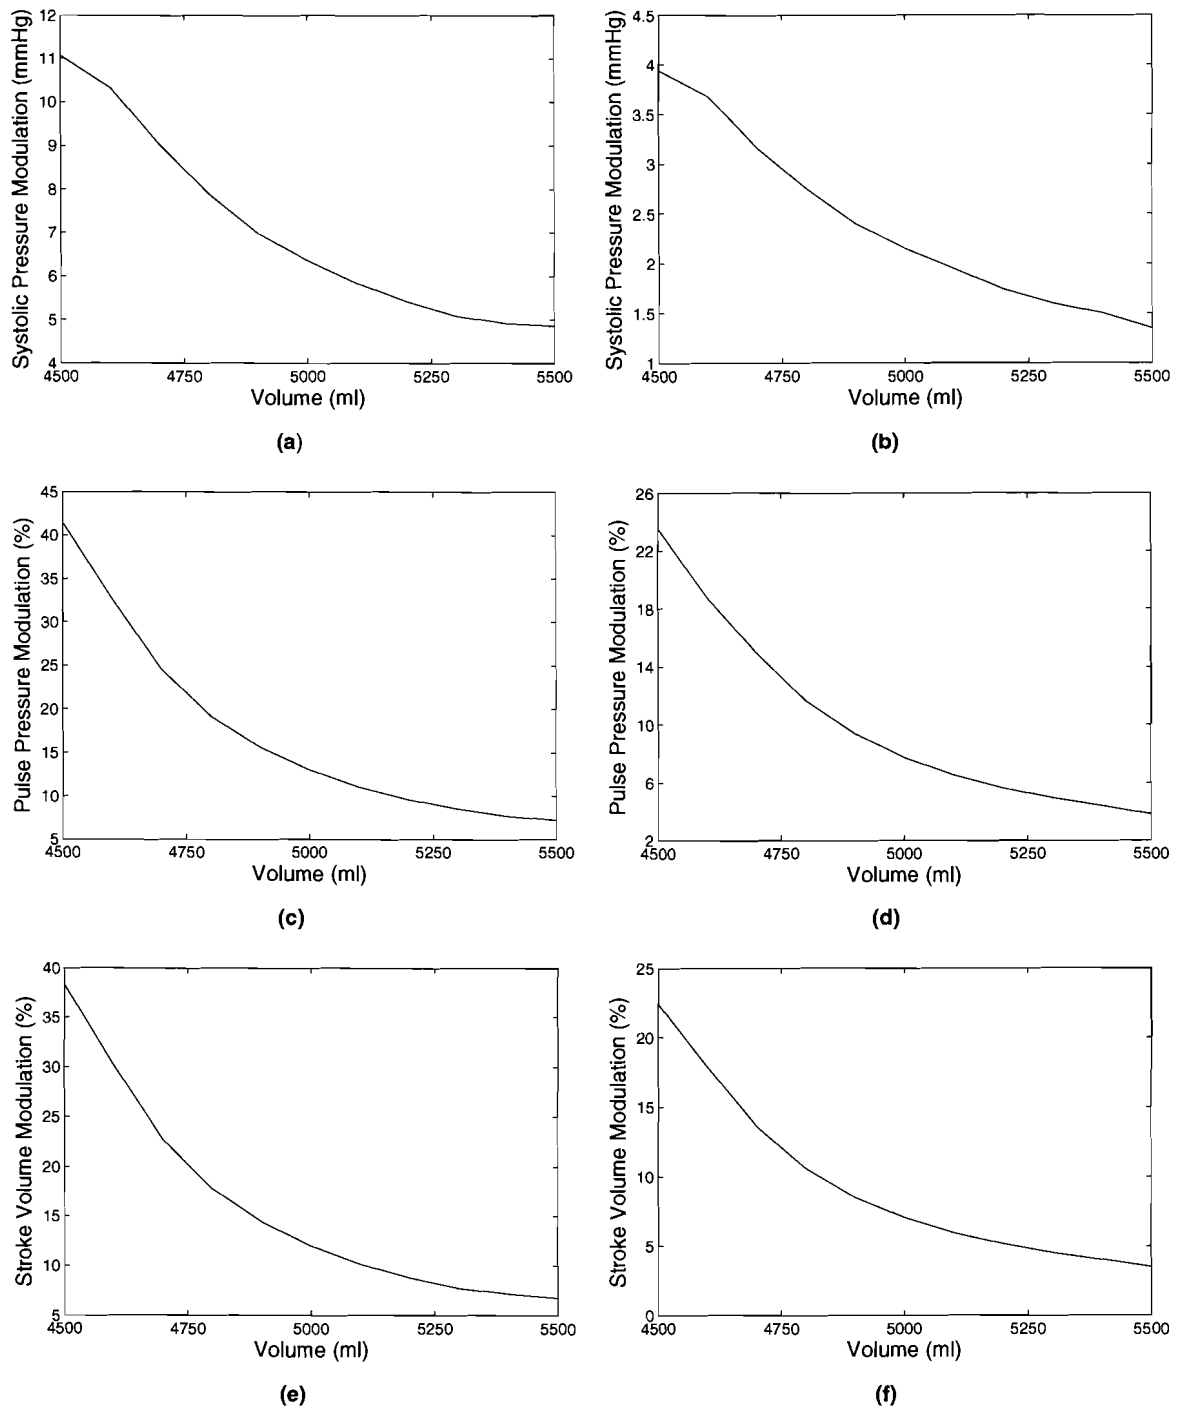 Systolic Pressure Modulation (mmHg)
12
11
10
9
8
7
6
5
4
4500 4750 5000 5250 5500
Volume (ml)
(a)
Systolic Pressure Modulation (mmHg)
4.5
4
3.5
3
2.5
2
1.5
1
4500 4750 5000 5250 5500
Volume (ml)
(b)
Pulse Pressure Modulation (%)
45
40
35
30
25
20
15
10
5
4500 4750 5000 5250 5500
Volume (ml)
(c)
Pulse Pressure Modulation (%)
26
22
18
14
10
6
2
4500 4750 5000 5250 5500
Volume (ml)
(d)
Stroke Volume Modulation (%)
40
35
30
25
20
15
10
5
4500 4750 5000 5250 5500
Volume (ml)
(e)
Stroke Volume Modulation (%)
25
20
15
10
5
0
4500 4750 5000 5250 5500
Volume (ml)
(f)